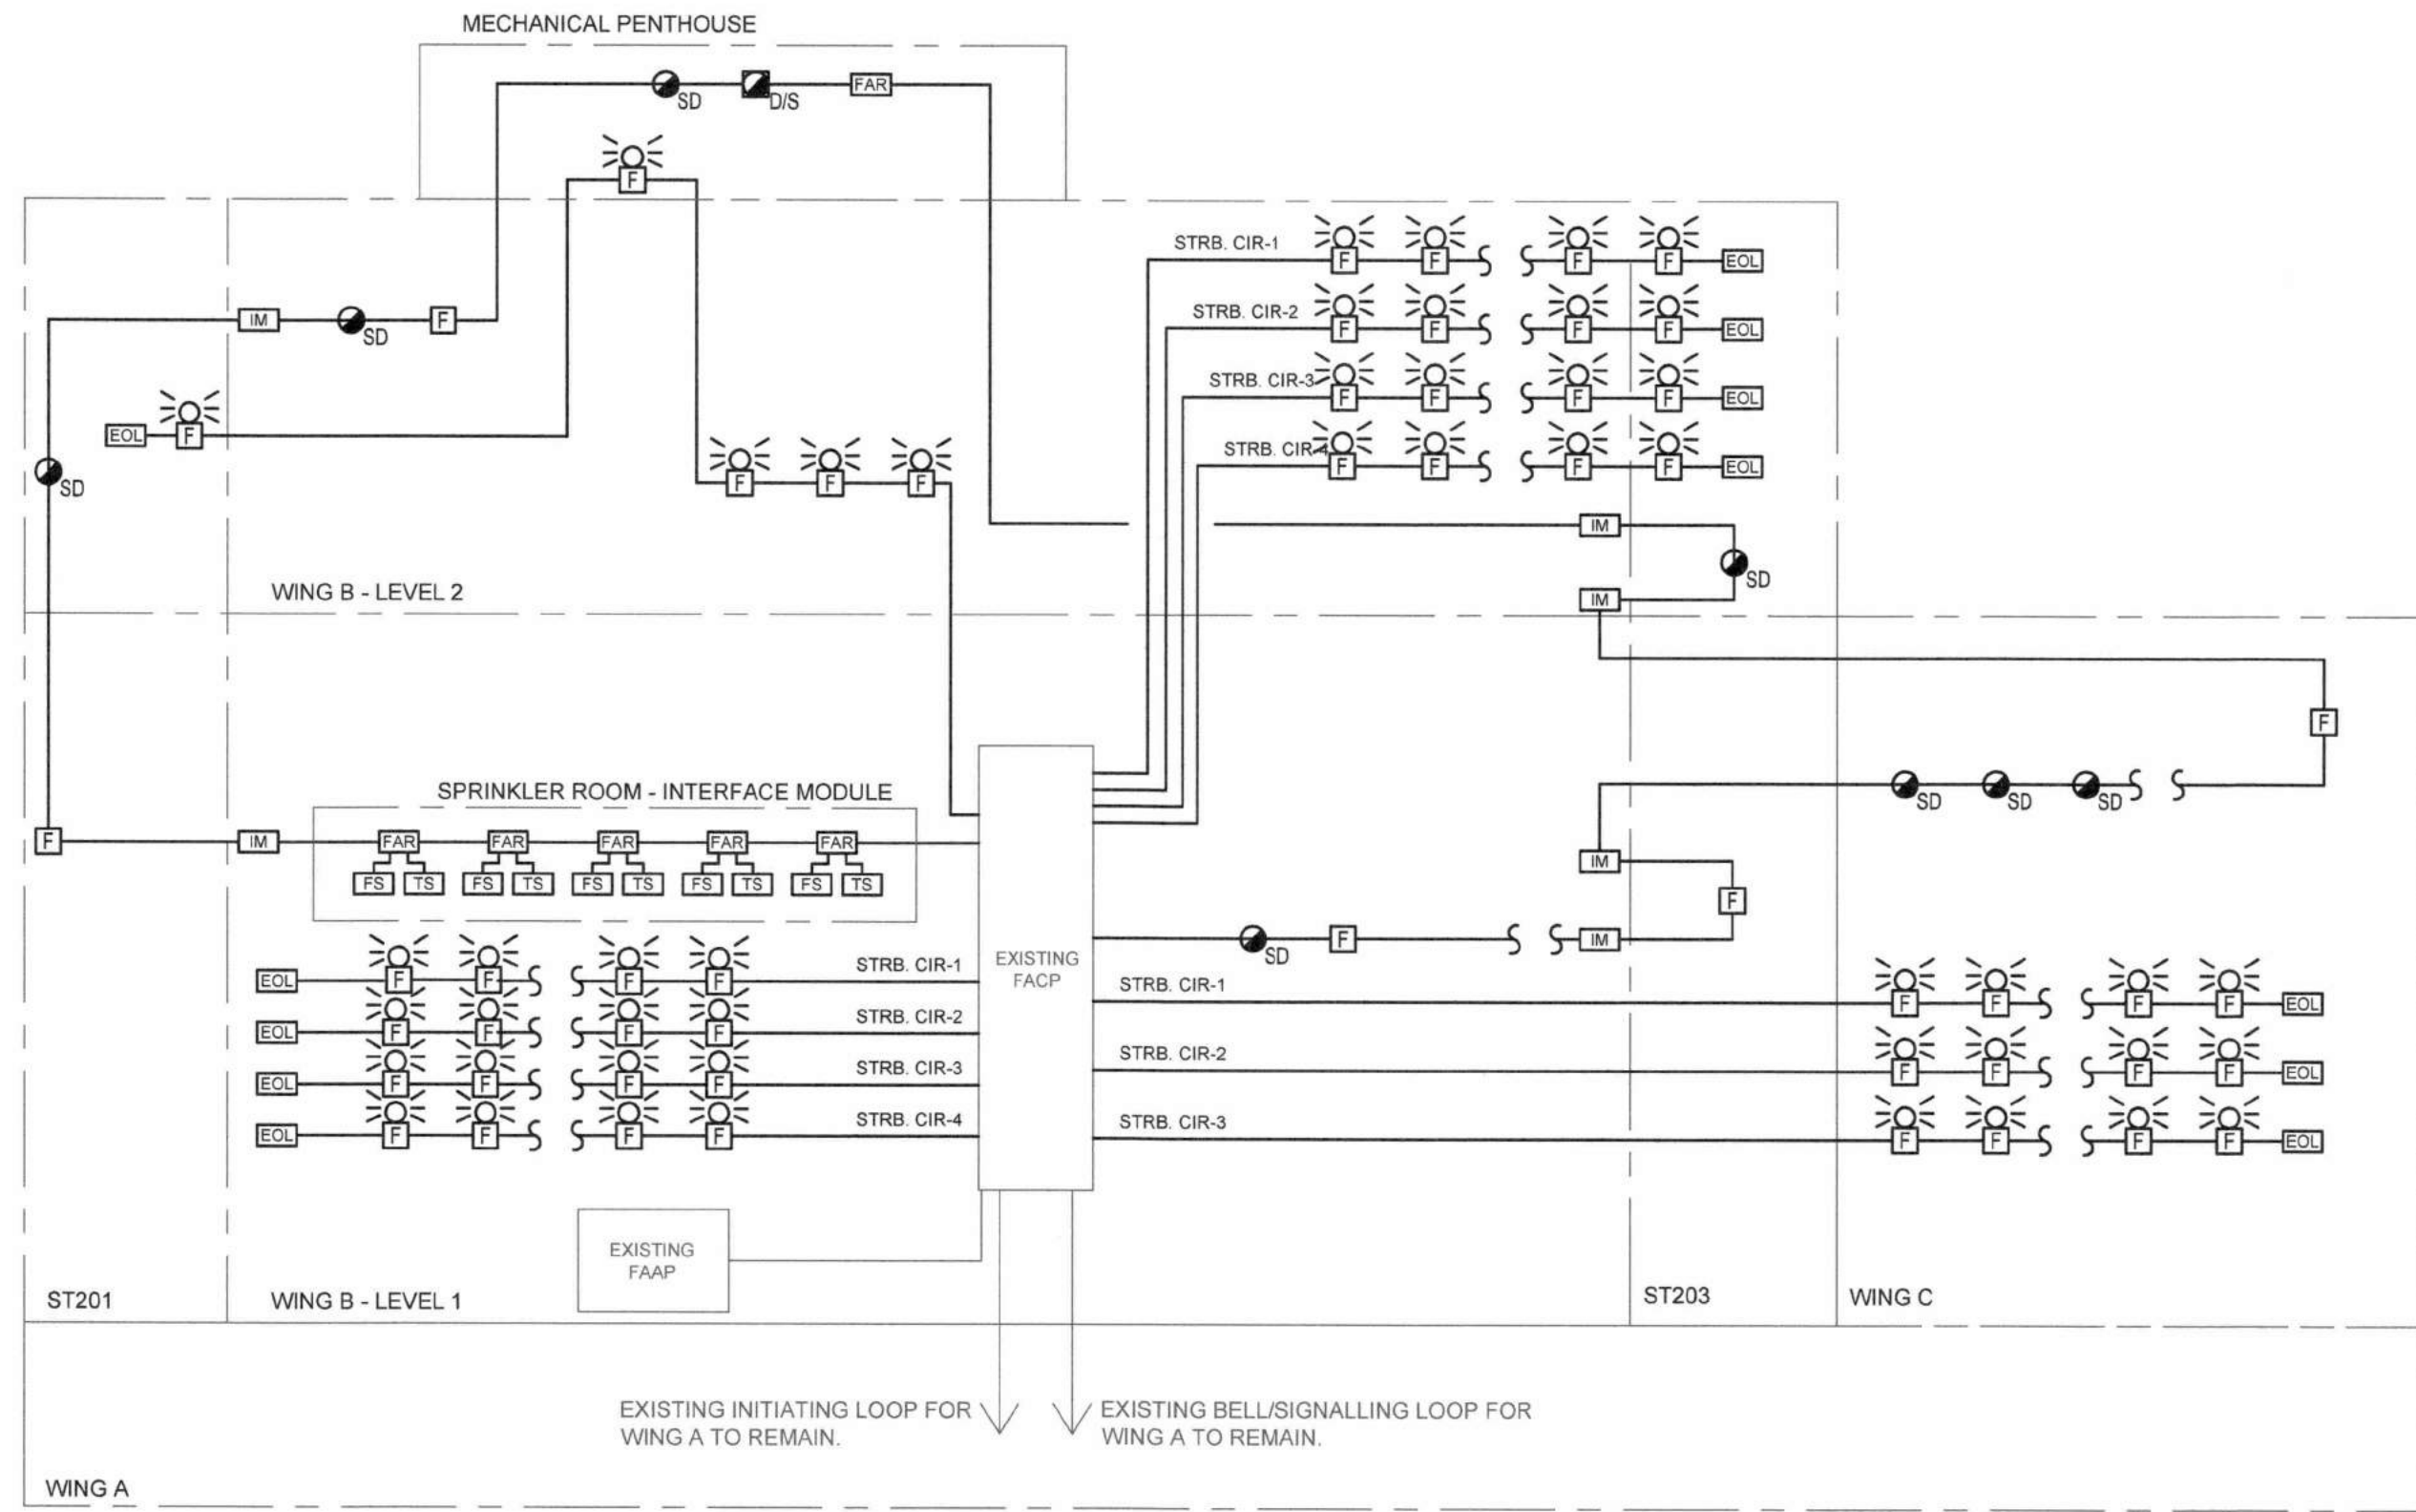 MECHANICAL PENTHOUSE
SD D/S FAR
F
STRB. CIR-1 F F F F EOL
STRB. CIR-2 F F F F EOL
IM SD F
STRB. CIR-3 F F F F EOL
EOL F
STRB. CIR-4 F F F F EOL
SD
F F F
IM
SD
IM
WING B - LEVEL 2
F
SPRINKLER ROOM - INTERFACE MODULE
SD SD SD
F IM FAR FAR FAR FAR FAR
FS TS FS TS FS TS FS TS FS TS
IM
F
SD F IM
EXISTING
FACP
EOL F F F F STRB. CIR-1
EOL F F F F STRB. CIR-2
EOL F F F F STRB. CIR-3
EOL F F F F STRB. CIR-4
STRB. CIR-1 F F F F EOL
STRB. CIR-2 F F F F EOL
STRB. CIR-3 F F F F EOL
EXISTING
FAAP
ST201
WING B - LEVEL 1
ST203
WING C
EXISTING INITIATING LOOP FOR
WING A TO REMAIN.
EXISTING BELL/SIGNALLING LOOP FOR
WING A TO REMAIN.
WING A